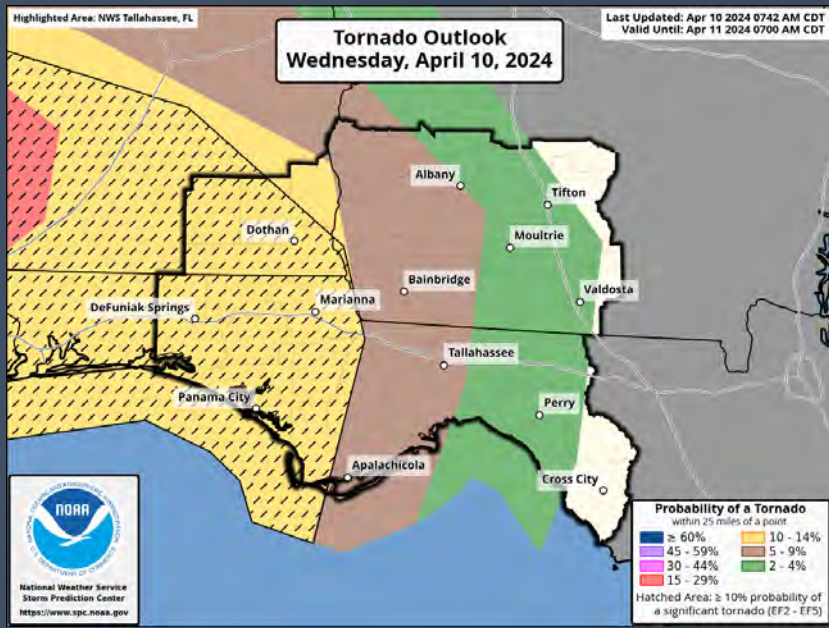 Highlighted Area: NWS Tallahassee, FL
Last Updated: Apr 10 2024 0742 AM CDT
Valid Until: Apr 11 2024 0700 AM CDT
Tornado Outlook
Wednesday, April 10, 2024
Albany
Tifton
Dothan
Moultrie
Bainbridge
Valdosta
DeFuniak Springs
Marianna
Tallahassee
Panama City
Perry
Apalachicola
Cross City
NOAA
National Weather Service
Storm Prediction Center
https://www.spc.noaa.gov
Probability of a Tornado
within 25 miles of a point
≥ 60%
45 - 59%
30 - 44%
15 - 29%
10 - 14%
5 - 9%
2 - 4%
Hatched Area: ≥ 10% probability of
a significant tornado (EF2 - EF5)